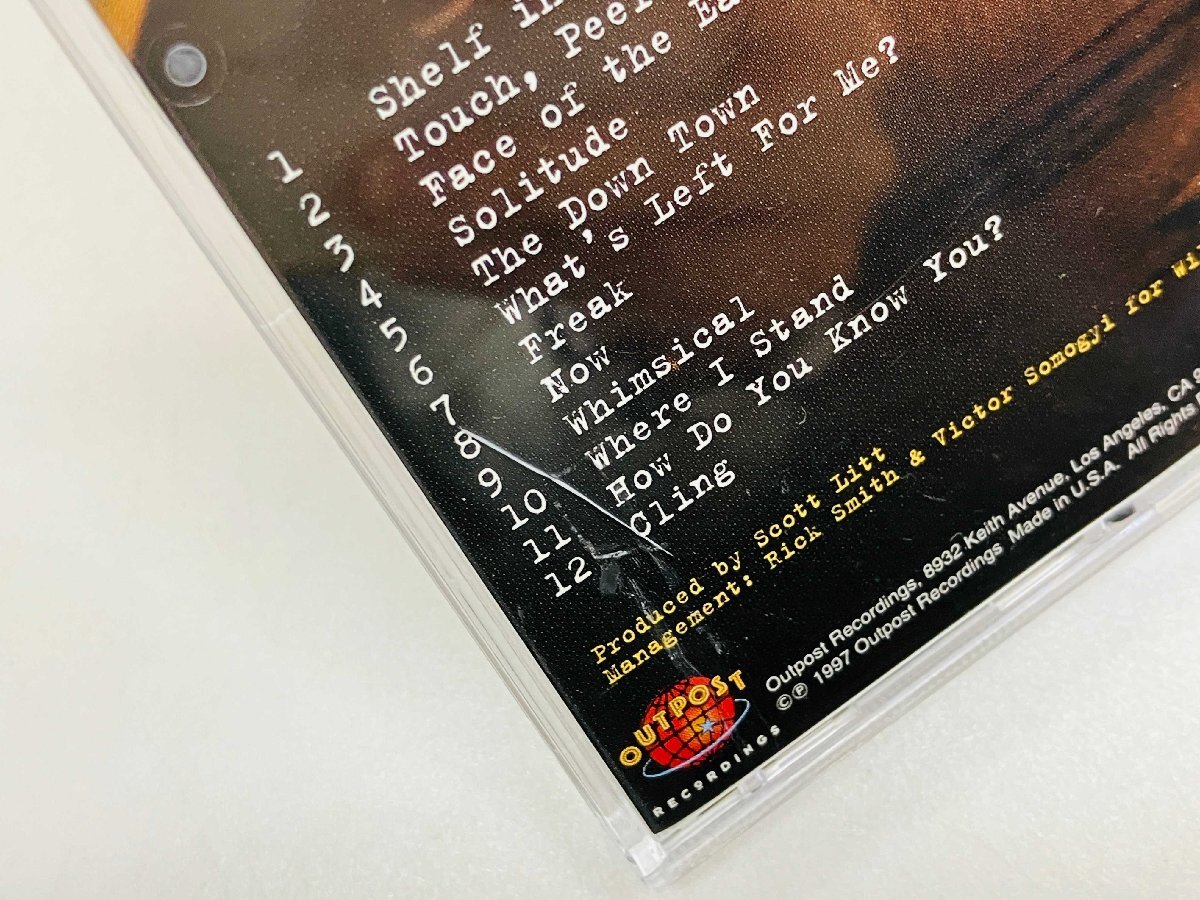 1 Shelf in
2 Touch, Peel
3 Face of the
4 Solitude
5 The Down Town
6 What's Left For Me?
7 Freak
8 Now
9 Whimsical
10 Where I Stand
11 How Do You Know You?
12 Cling
Produced by Scott Litt
Management: Rick Smith & Victor Somogyi for
Outpost Recordings, 8932 Keith Avenue, Los Angeles, CA 9
©℗ 1997 Outpost Recordings Made in U.S.A. All Rights
OUTPOST
RECORDINGS